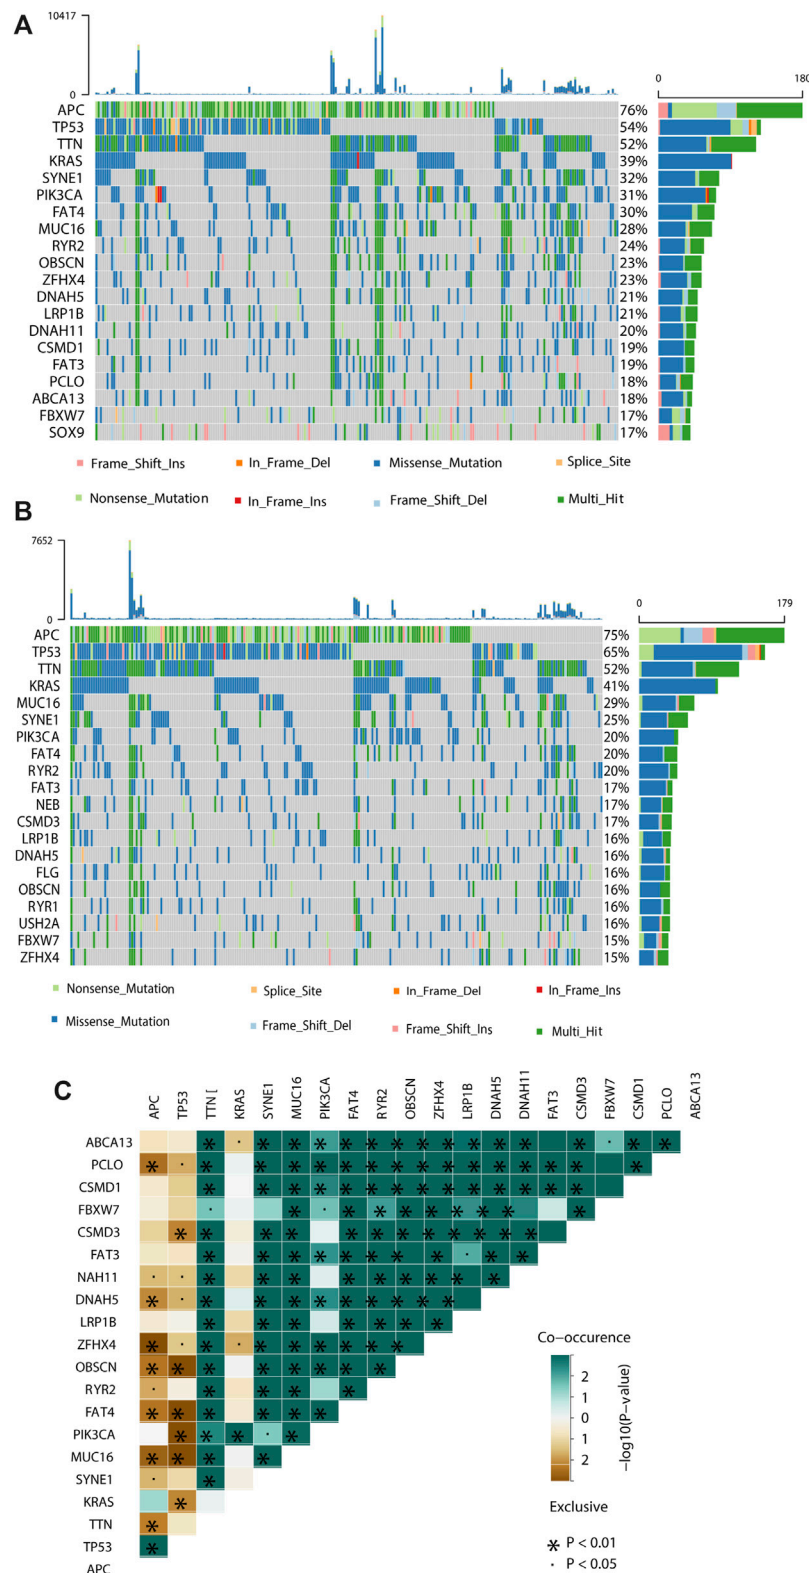 A
10417
0
0 180
APC 76%
TP53 54%
TTN 52%
KRAS 39%
SYNE1 32%
PIK3CA 31%
FAT4 30%
MUC16 28%
RYR2 24%
OBSCN 23%
ZFHX4 23%
DNAH5 21%
LRP1B 21%
DNAH11 20%
CSMD1 19%
FAT3 19%
PCLO 18%
ABCA13 18%
FBXW7 17%
SOX9 17%
Frame_Shift_Ins In_Frame_Del Missense_Mutation Splice_Site
Nonsense_Mutation In_Frame_Ins Frame_Shift_Del Multi_Hit
B
7652
0
0 179
APC 75%
TP53 65%
TTN 52%
KRAS 41%
MUC16 29%
SYNE1 25%
PIK3CA 20%
FAT4 20%
RYR2 20%
FAT3 17%
NEB 17%
CSMD3 17%
LRP1B 16%
DNAH5 16%
FLG 16%
OBSCN 16%
RYR1 16%
USH2A 16%
FBXW7 15%
ZFHX4 15%
Nonsense_Mutation Splice_Site In_Frame_Del In_Frame_Ins
Missense_Mutation Frame_Shift_Del Frame_Shift_Ins Multi_Hit
C
APC TP53 TTN [ KRAS SYNE1 MUC16 PIK3CA FAT4 RYR2 OBSCN ZFHX4 LRP1B DNAH5 DNAH11 FAT3 CSMD3 FBXW7 CSMD1 PCLO ABCA13
ABCA13
PCLO
CSMD1
FBXW7
CSMD3
FAT3
NAH11
DNAH5
LRP1B
ZFHX4
OBSCN
RYR2
FAT4
PIK3CA
MUC16
SYNE1
KRAS
TTN
TP53
APC
Co-occurence
2
1
0
1
2
-log10(P-value)
Exclusive
* P < 0.01
· P < 0.05